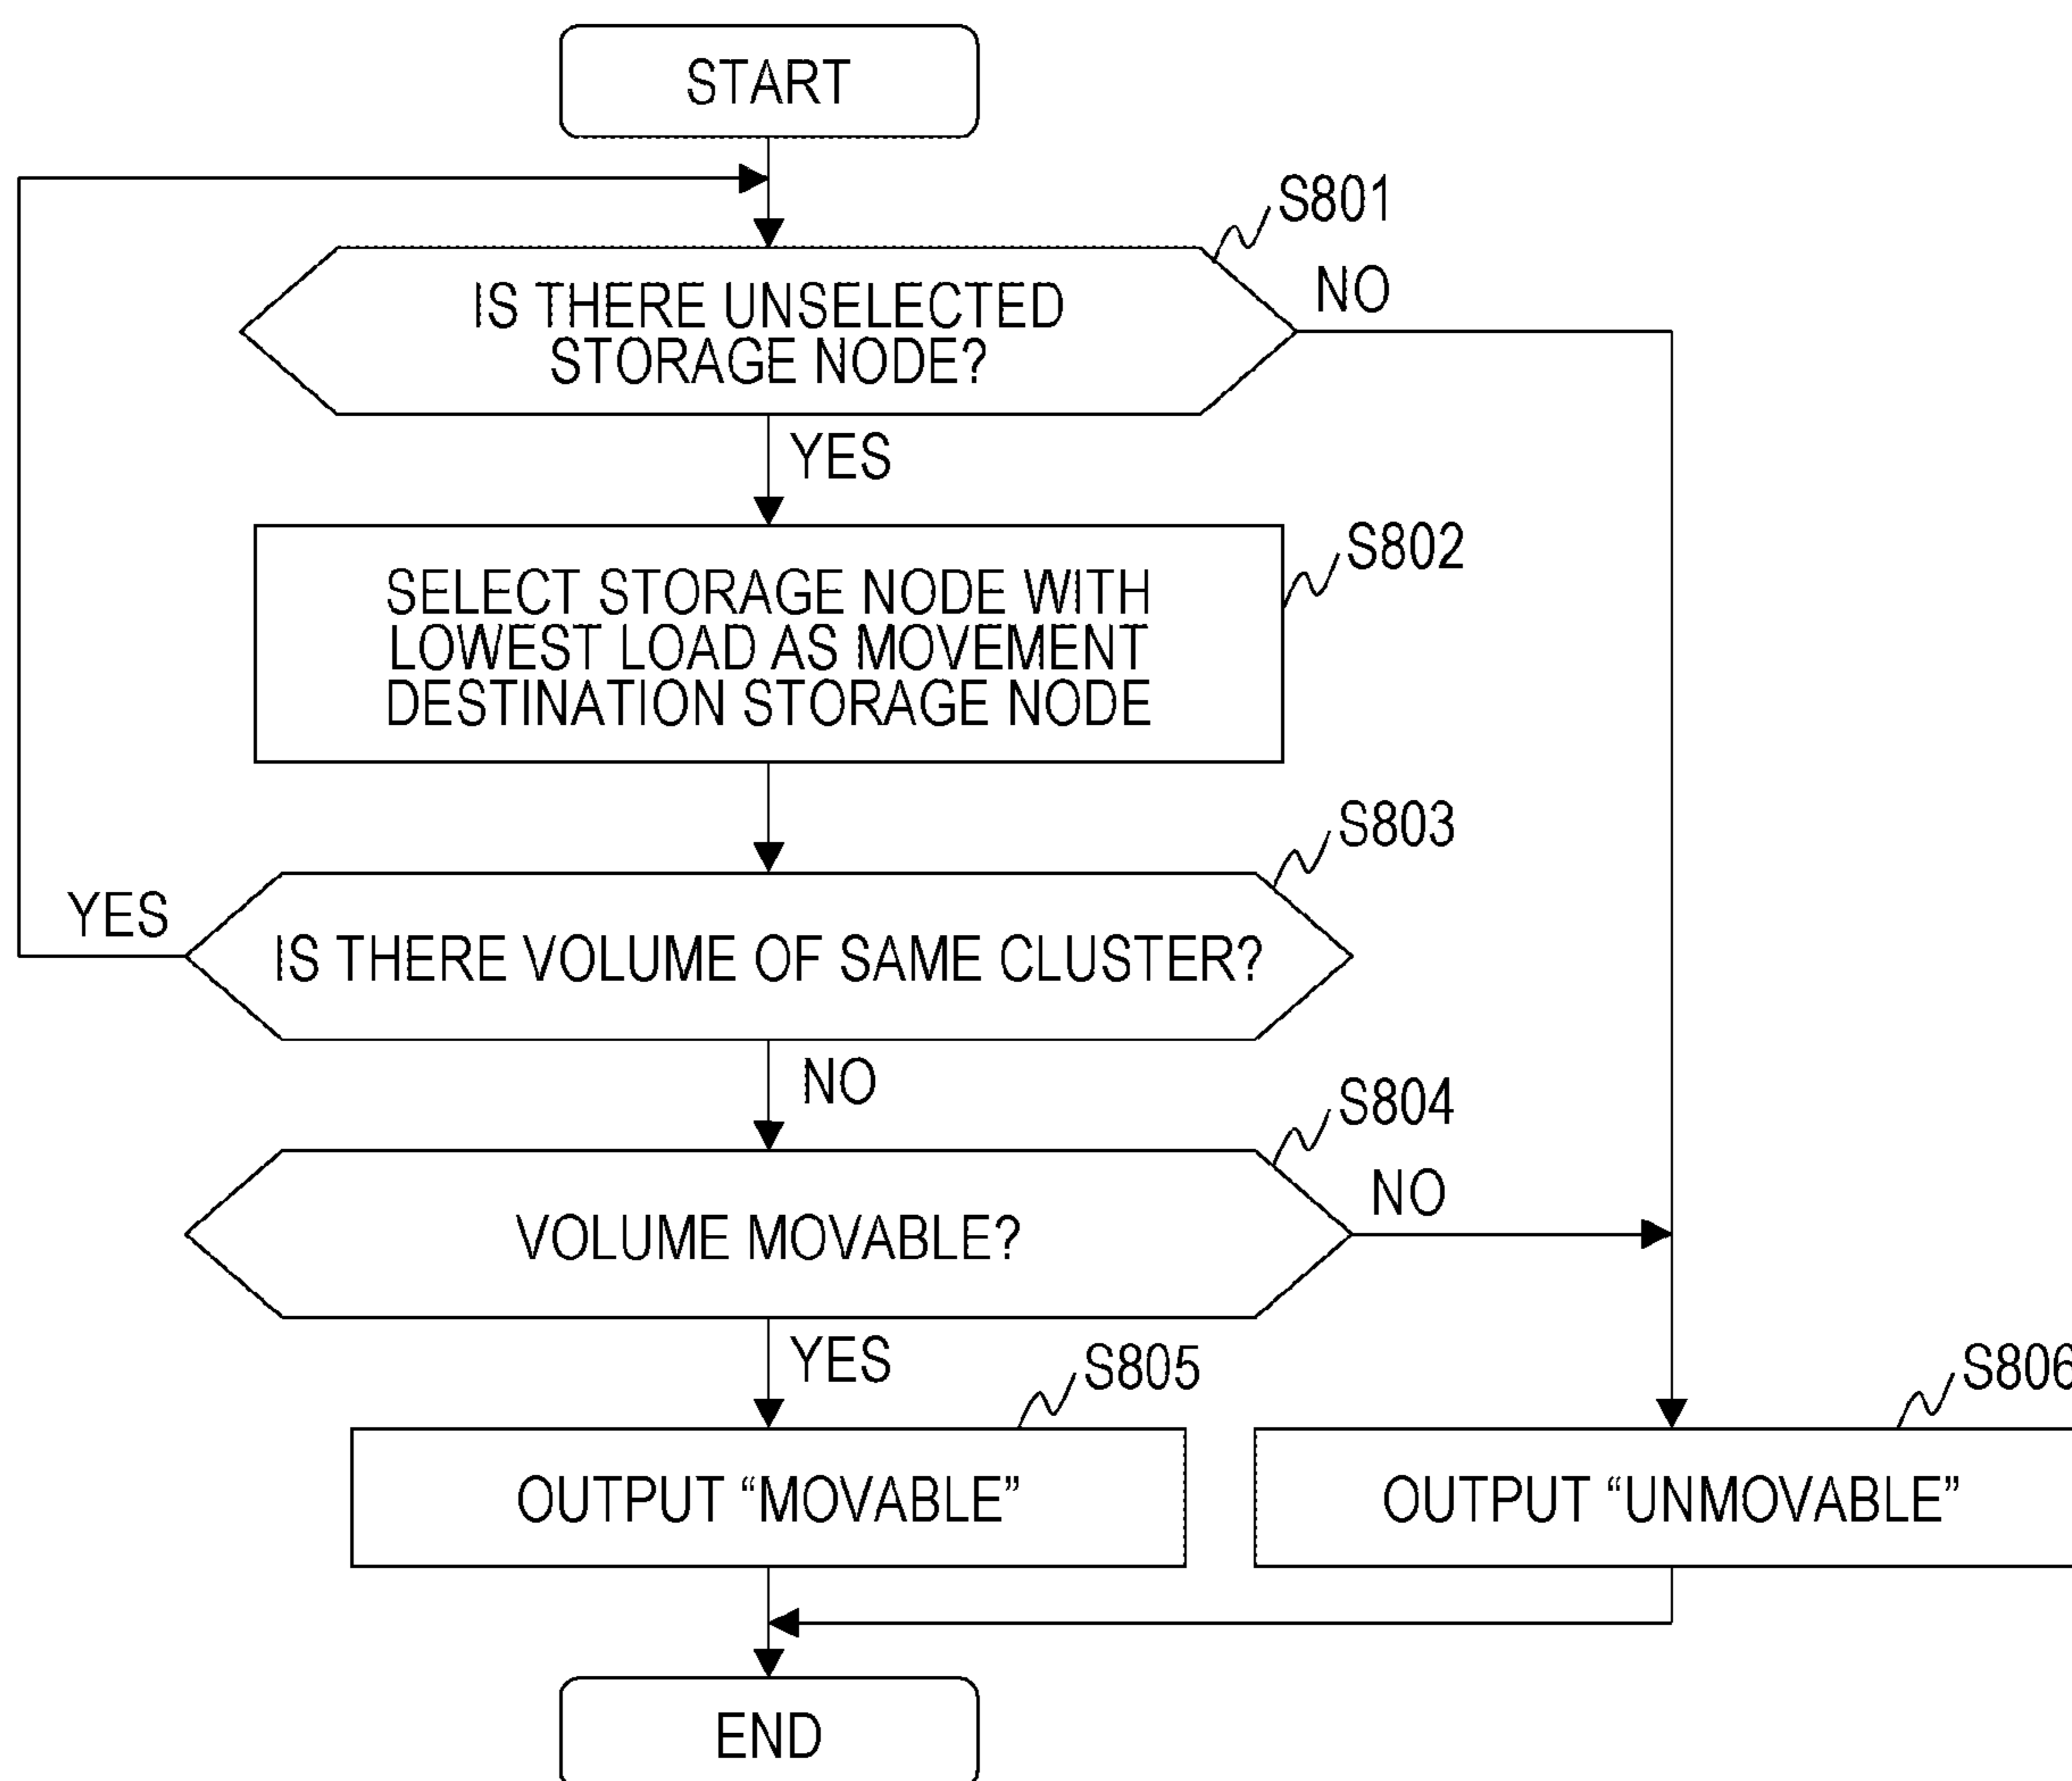 START
S801
IS THERE UNSELECTED
STORAGE NODE?
NO
YES
S802
SELECT STORAGE NODE WITH
LOWEST LOAD AS MOVEMENT
DESTINATION STORAGE NODE
S803
YES
IS THERE VOLUME OF SAME CLUSTER?
NO
S804
VOLUME MOVABLE?
NO
YES
S805
S806
OUTPUT “MOVABLE”
OUTPUT “UNMOVABLE”
END